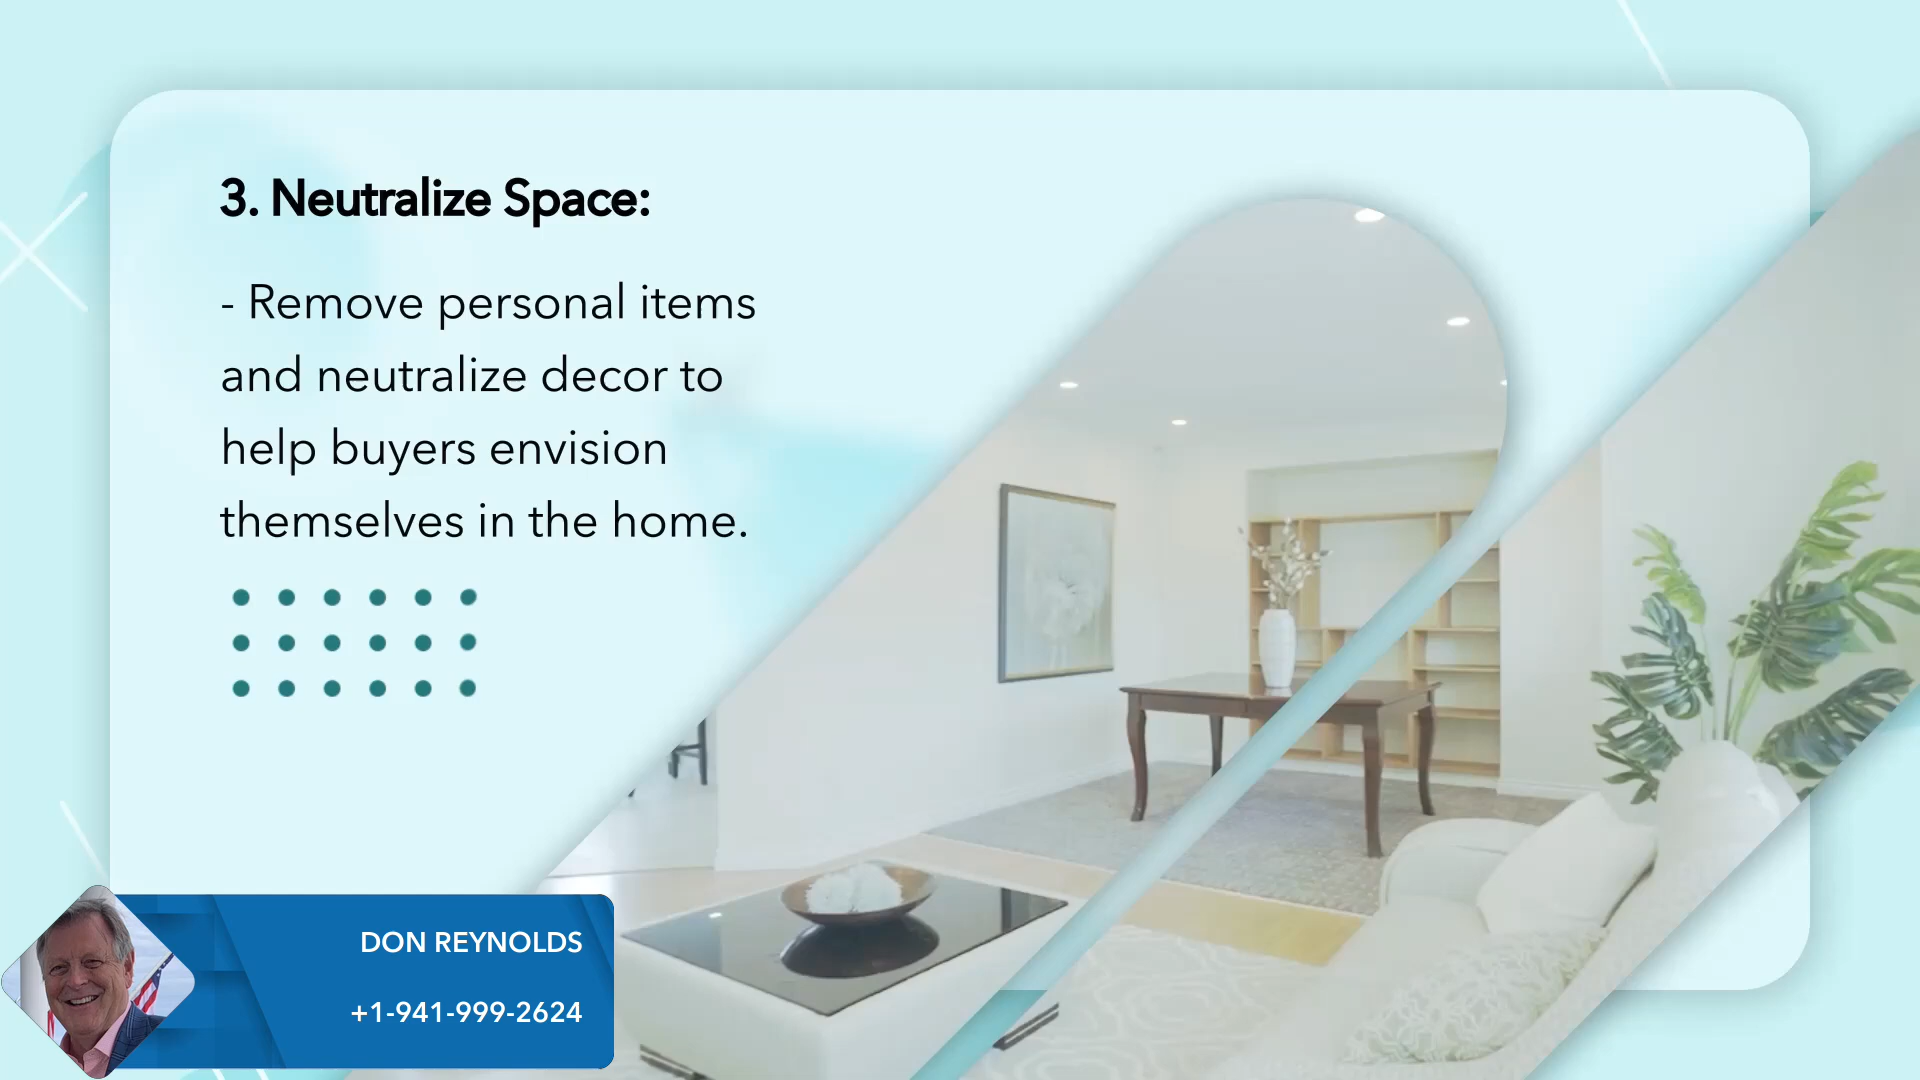 3. Neutralize Space:
- Remove personal items
and neutralize decor to
help buyers envision
themselves in the home.
DON REYNOLDS
+1-941-999-2624